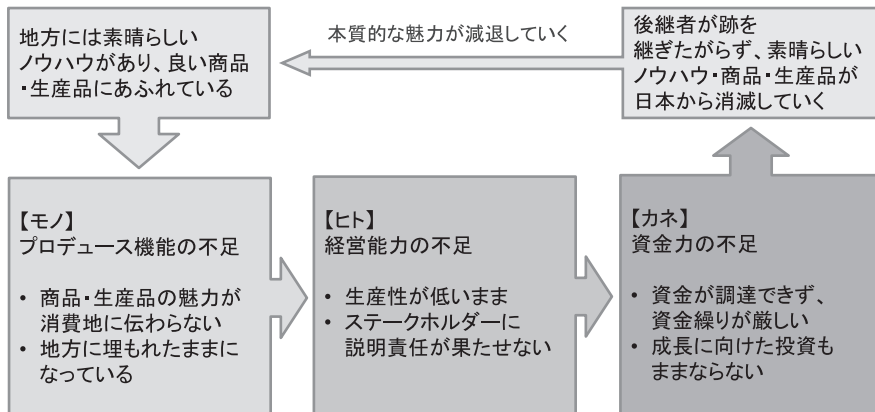 地方には素晴らしい
ノウハウがあり、良い商品
・生産品にあふれている
本質的な魅力が減退していく
後継者が跡を
継ぎたがらず、素晴らしい
ノウハウ・商品・生産品が
日本から消滅していく
【モノ】
プロデュース機能の不足
• 商品・生産品の魅力が
消費地に伝わらない
• 地方に埋もれたままに
なっている
【ヒト】
経営能力の不足
• 生産性が低いまま
• ステークホルダーに
説明責任が果たせない
【カネ】
資金力の不足
• 資金が調達できず、
資金繰りが厳しい
• 成長に向けた投資も
ままならない